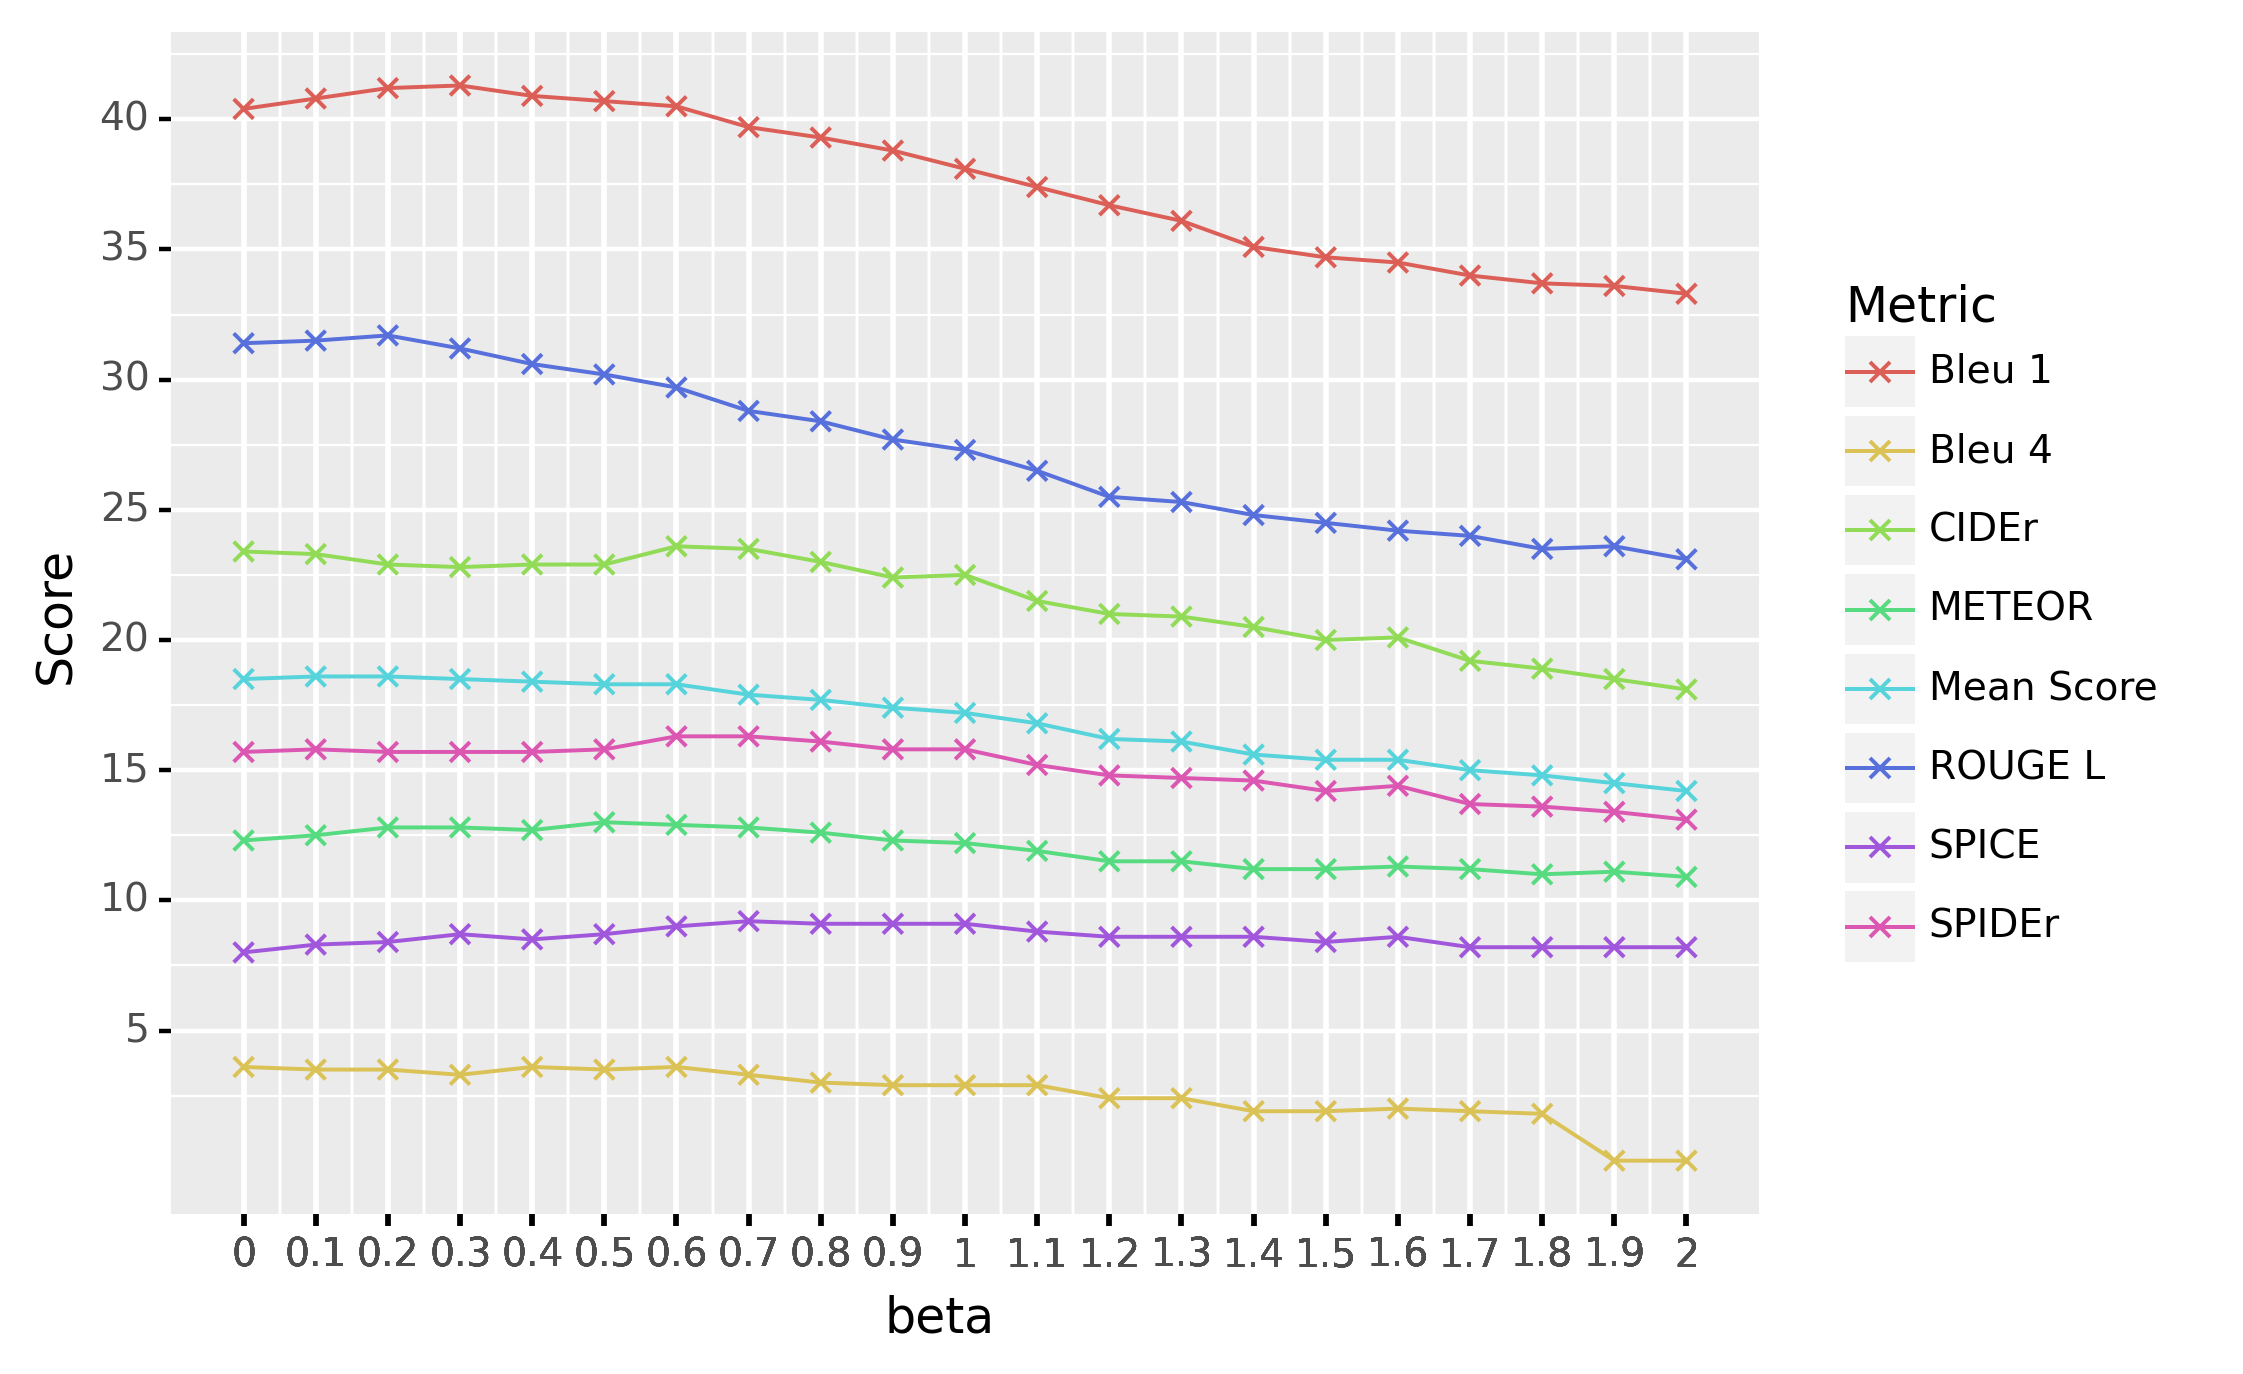 40
35
30
25
20
15
10
5
Score
0 0.1 0.2 0.3 0.4 0.5 0.6 0.7 0.8 0.9 1 1.1 1.2 1.3 1.4 1.5 1.6 1.7 1.8 1.9 2
beta
Metric
Bleu 1
Bleu 4
CIDEr
METEOR
Mean Score
ROUGE L
SPICE
SPIDEr